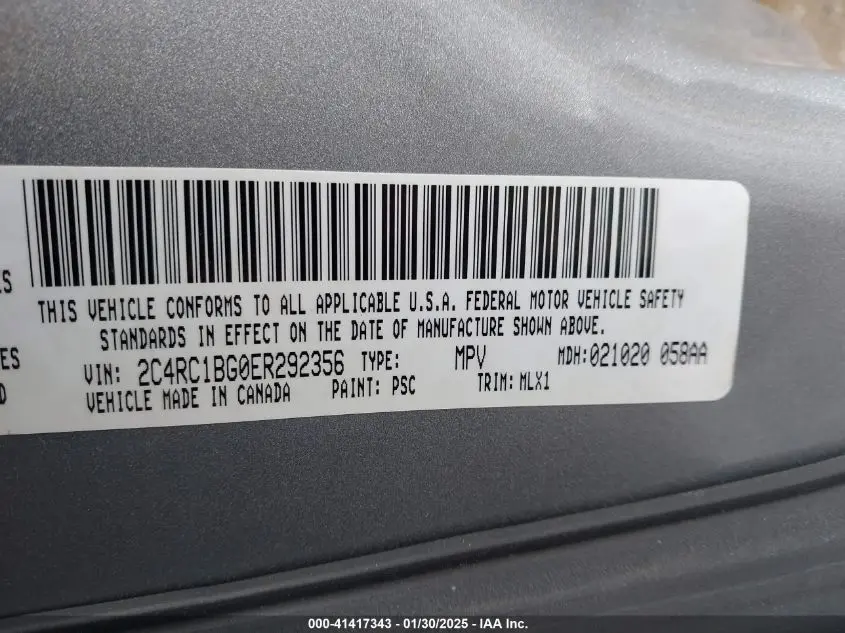 THIS VEHICLE CONFORMS TO ALL APPLICABLE U.S.A. FEDERAL MOTOR VEHICLE SAFETY
STANDARDS IN EFFECT ON THE DATE OF MANUFACTURE SHOWN ABOVE.
VIN: 2C4RC1BG0ER292356 TYPE: MPV MDH:021020 058AA
VEHICLE MADE IN CANADA PAINT: PSC TRIM: MLX1
000-41417343 — 01/30/2025 — IAA Inc.